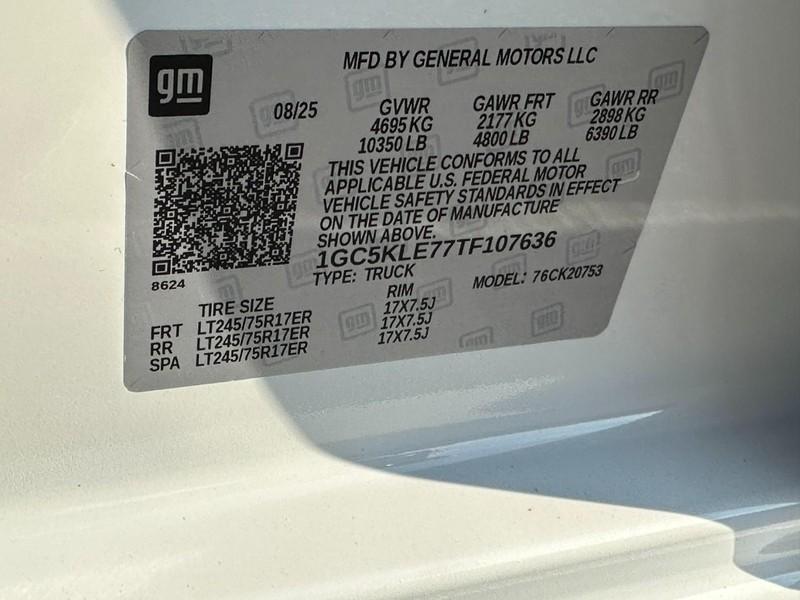 gm
MFD BY GENERAL MOTORS LLC
08/25
GVWR GAWR FRT GAWR RR
4695 KG 2177 KG 2898 KG
10350 LB 4800 LB 6390 LB
THIS VEHICLE CONFORMS TO ALL
APPLICABLE U.S. FEDERAL MOTOR
VEHICLE SAFETY STANDARDS IN EFFECT
ON THE DATE OF MANUFACTURE
SHOWN ABOVE.
1GC5KLE77TF107636
TYPE: TRUCK MODEL: 76CK20753
8624
TIRE SIZE RIM
FRT LT245/75R17ER 17X7.5J
RR LT245/75R17ER 17X7.5J
SPA LT245/75R17ER 17X7.5J